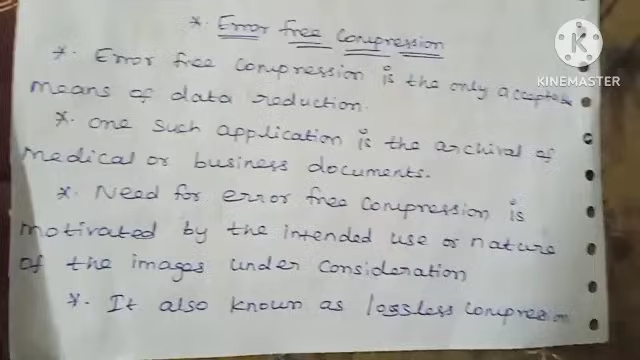 *. Error free Compression
*. Error free Compression is the only accepta
means of data reduction.
*. One such application is the archival of
medical or business documents.
*. Need for error free compression is
motivated by the intended use or nature
of the images under consideration
*. It also known as lossless compression
K
KINEMASTER